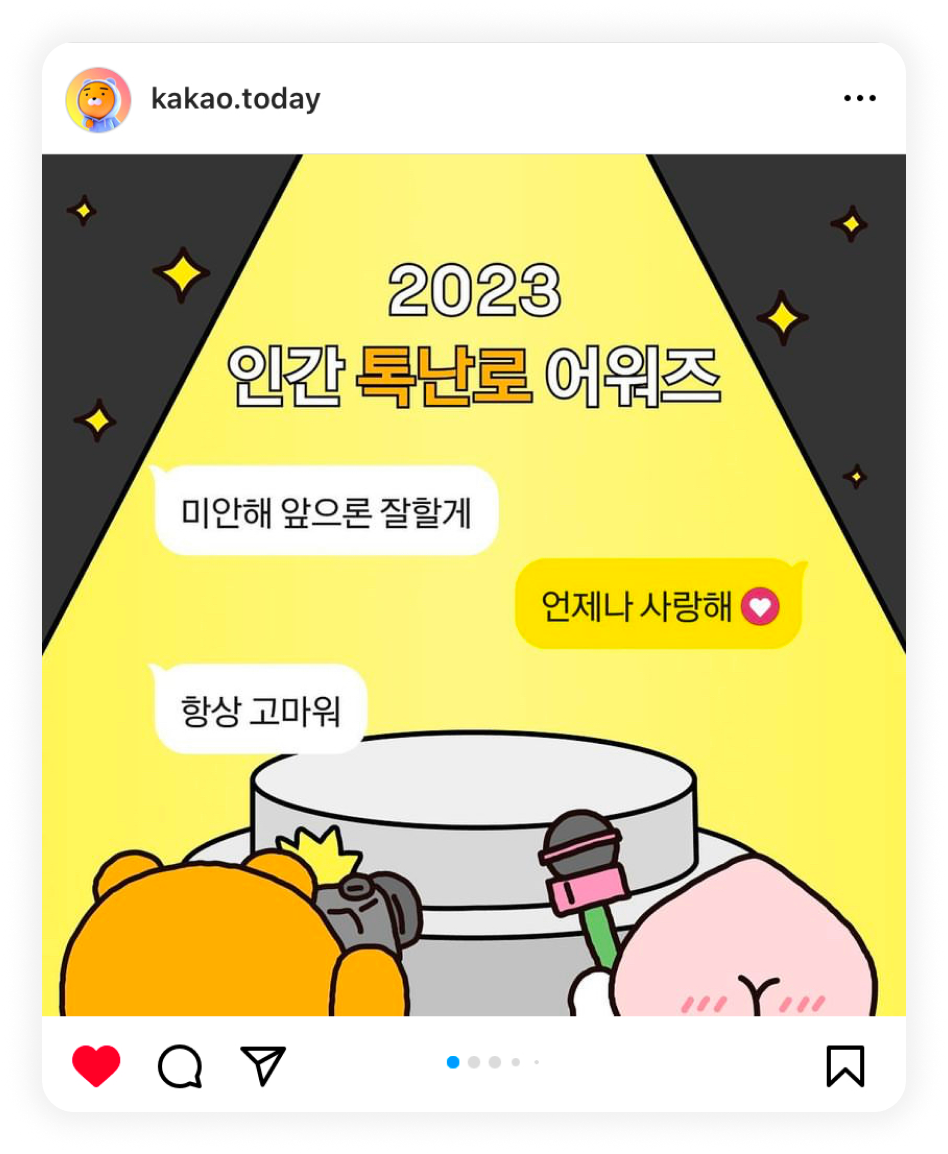 kakao.today
2023
인간 톡난로 어워즈
미안해 앞으론 잘할게
언제나 사랑해
항상 고마워